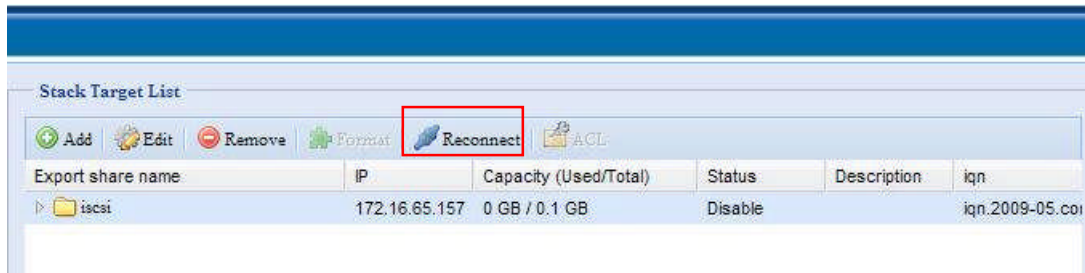 Stack Target List
Add Edit Remove Format Reconnect ACL
Export share name IP Capacity (Used/Total) Status Description iqn
iscsi 172.16.65.157 0 GB / 0.1 GB Disable iqn.2009-05.co